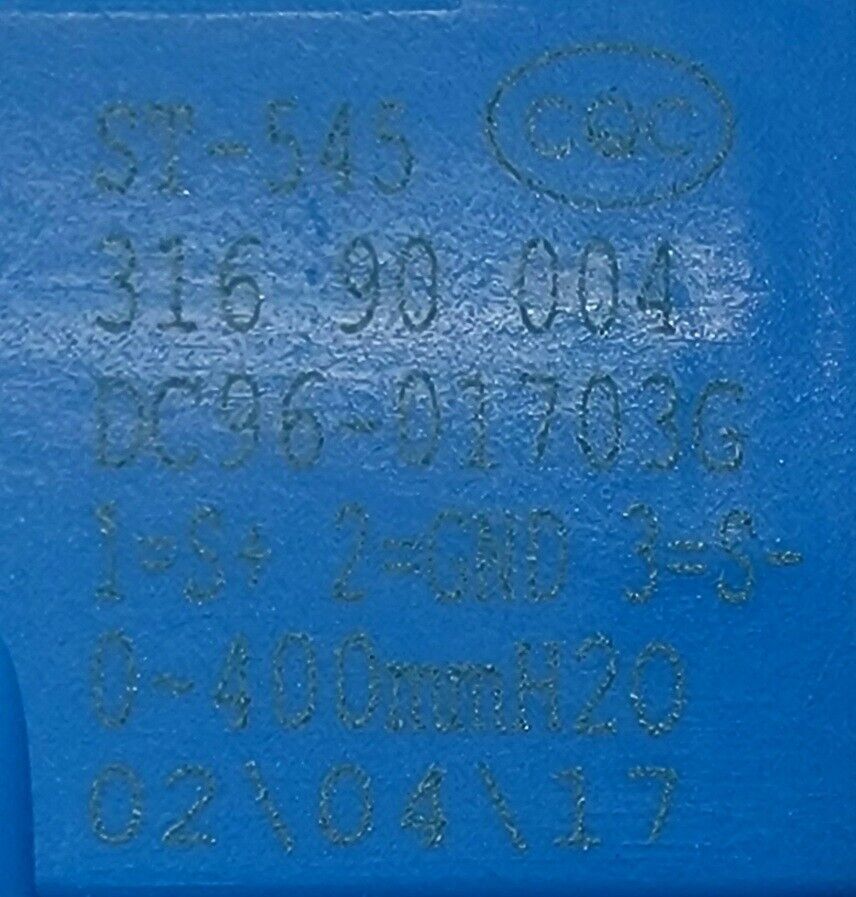 ST-545 CQC
316 90 004
DC96-01703G
1=S+ 2=GND 3=S-
0-400mmH2O
02\04\17